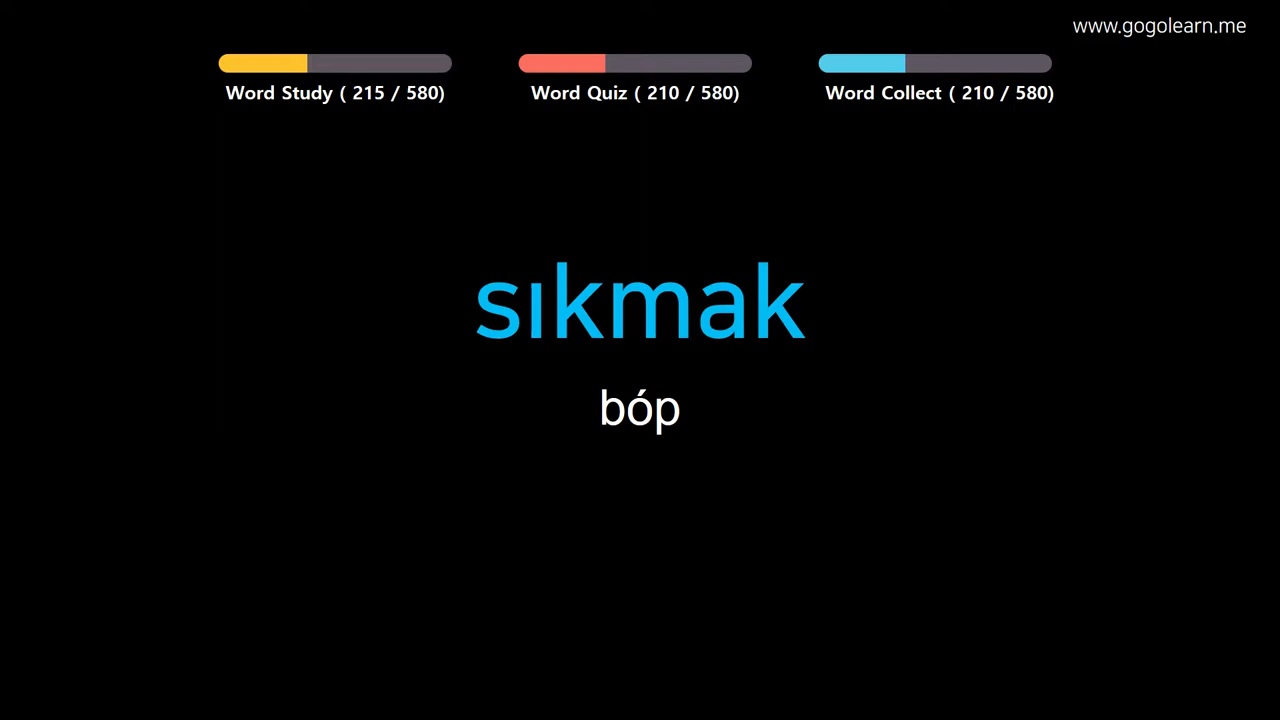 www.gogolearn.me
Word Study ( 215 / 580)
Word Quiz ( 210 / 580)
Word Collect ( 210 / 580)
sıkmak
bóp